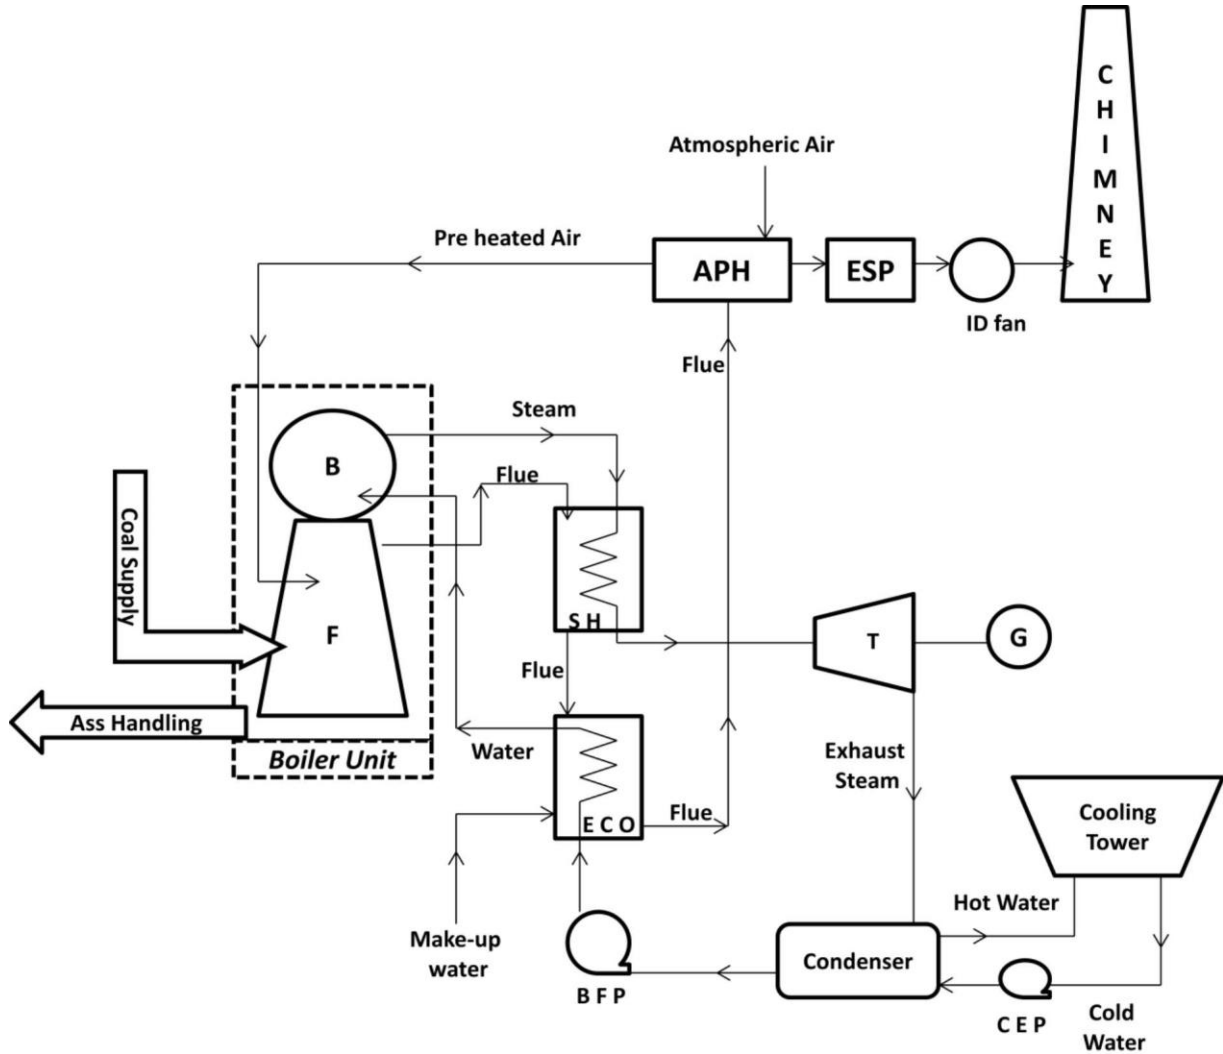 C
H
I
M
N
E
Y
Atmospheric Air
Pre heated Air
APH
ESP
ID fan
Flue
Steam
B
Flue
Coal Supply
F
S H
T
G
Flue
Ass Handling
Boiler Unit
Water
Exhaust
Steam
E C O
Flue
Cooling
Tower
Hot Water
Make-up
water
Condenser
B F P
C E P
Cold
Water